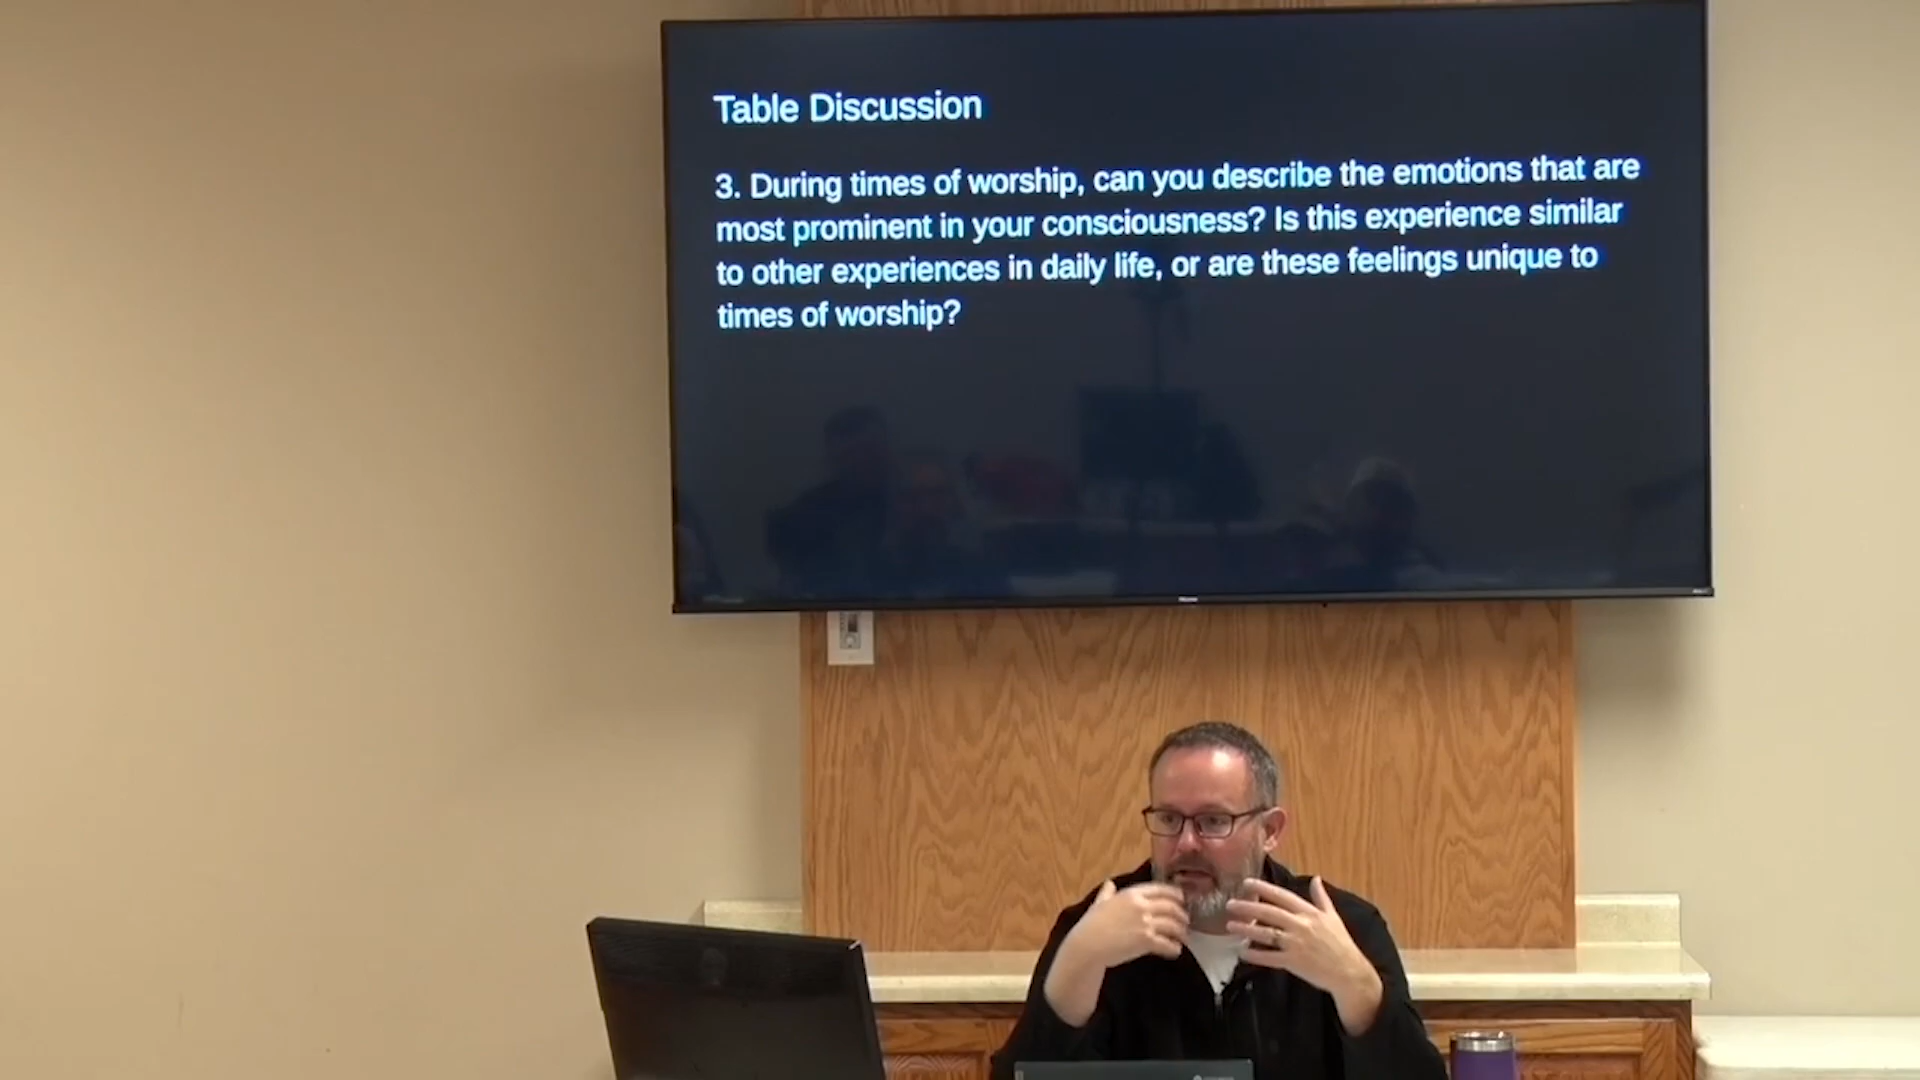 Table Discussion
3. During times of worship, can you describe the emotions that are
most prominent in your consciousness? Is this experience similar
to other experiences in daily life, or are these feelings unique to
times of worship?